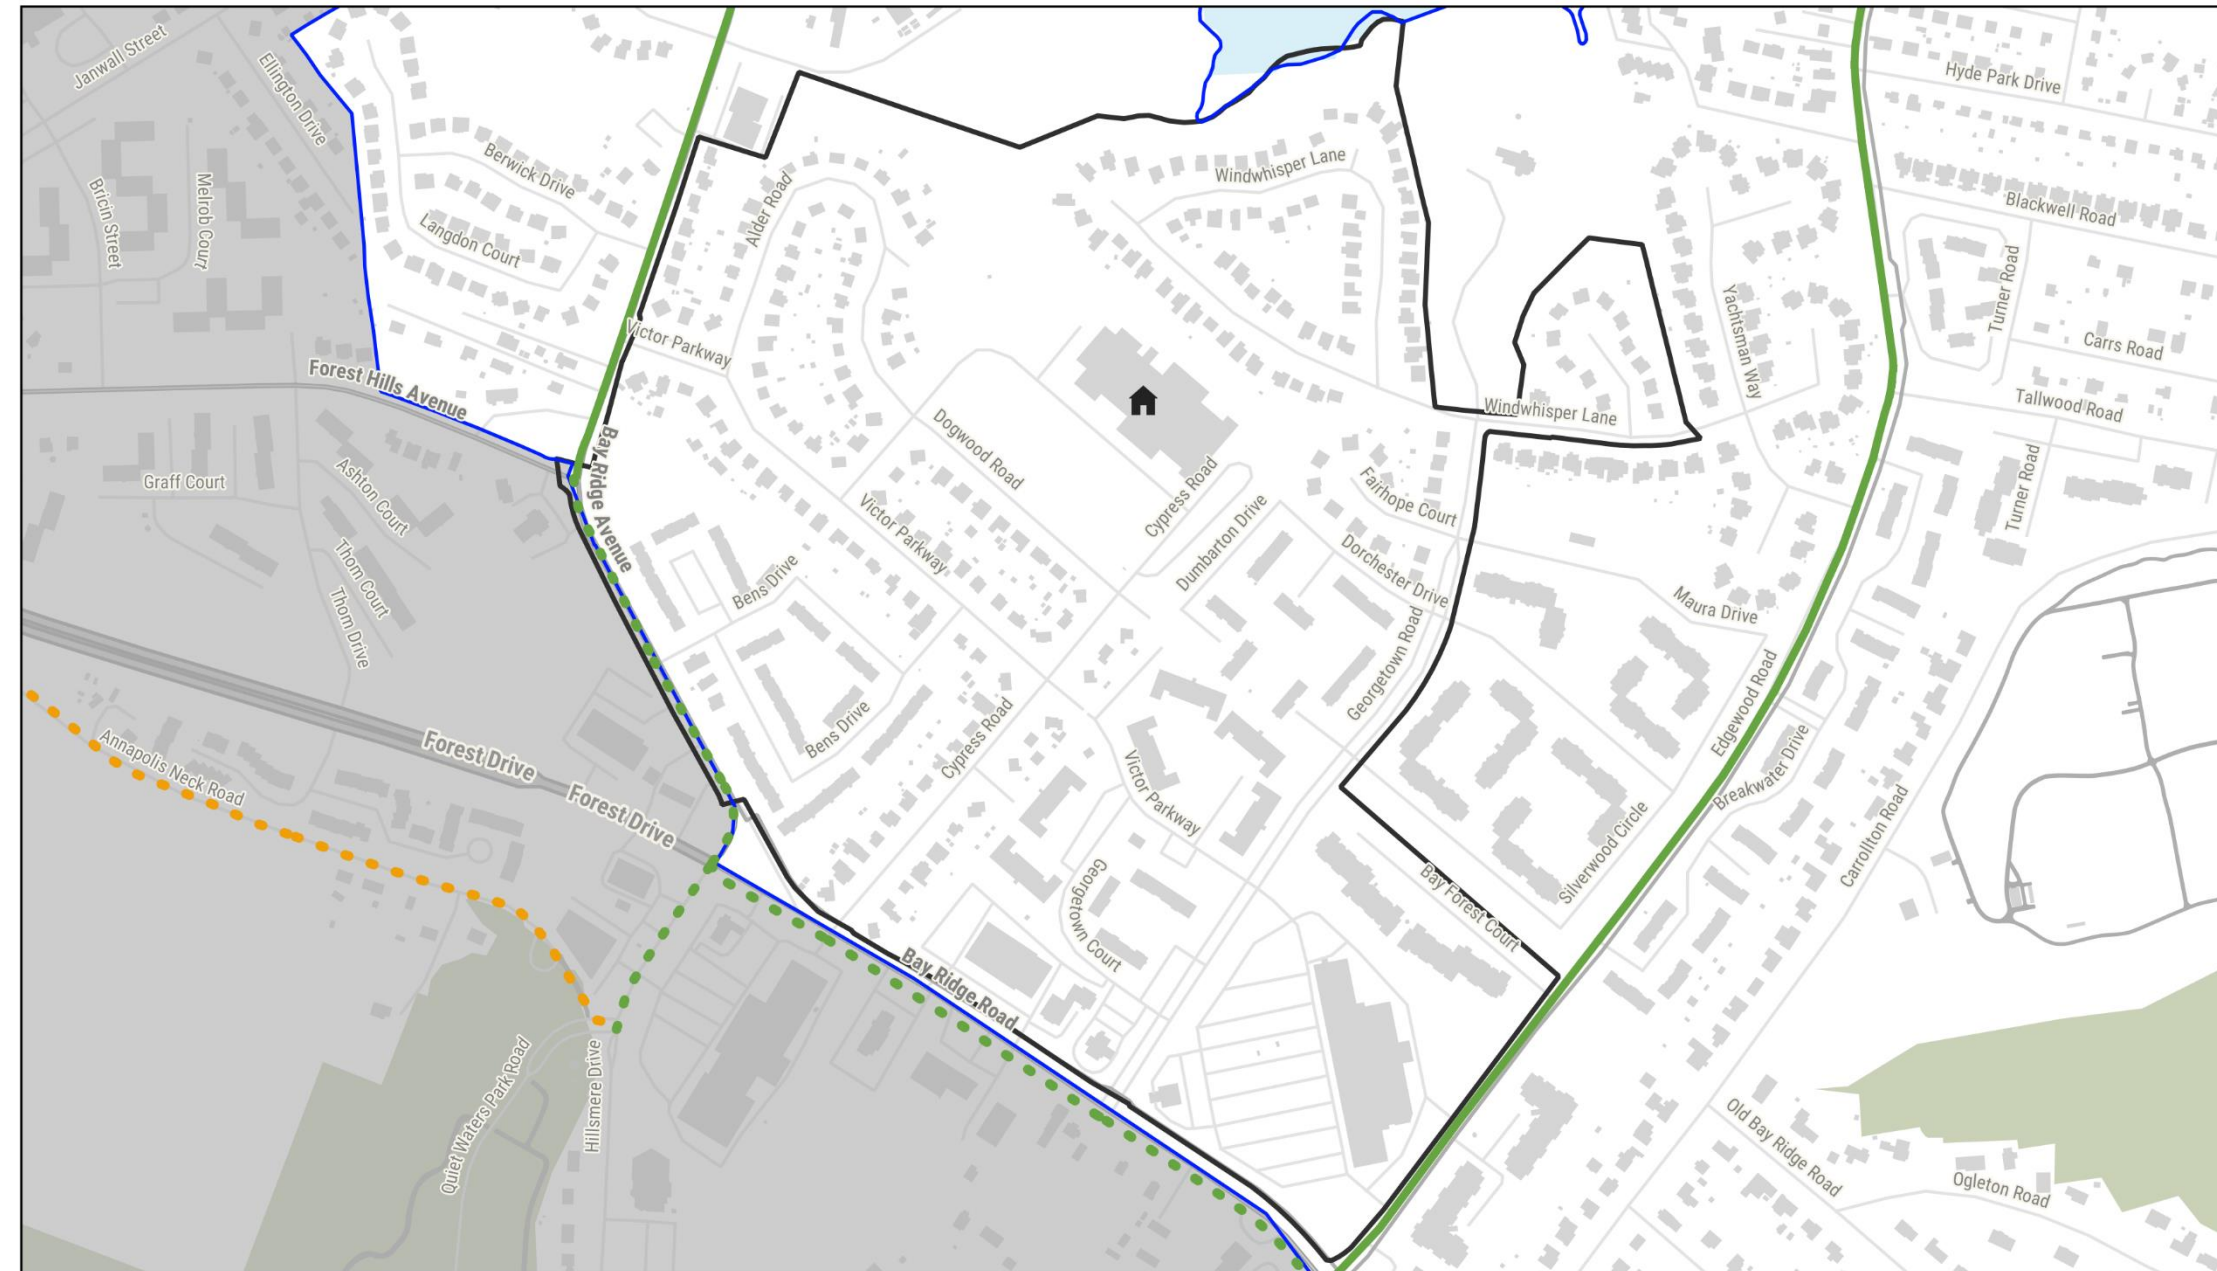 Janwall Street
Ellington Drive
Hyde Park Drive
Berwick Drive
Windwhisper Lane
Bricin Street
Melrob Court
Alder Road
Blackwell Road
Langdon Court
Turner Road
Victor Parkway
Yachtsman Way
Carrs Road
Forest Hills Avenue
Windwhisper Lane
Tallwood Road
Bay Ridge Avenue
Dogwood Road
Graff Court
Ashton Court
Cypress Road
Fairhope Court
Turner Road
Victor Parkway
Dumbarton Drive
Thom Court
Bens Drive
Dorchester Drive
Maura Drive
Thom Drive
Georgetown Road
Edgewood Road
Forest Drive
Bens Drive
Cypress Road
Annapolis Neck Road
Forest Drive
Victor Parkway
Breakwater Drive
Silverwood Circle
Carrollton Road
Georgetown Court
Bay Forest Court
Bay Ridge Road
Quiet Waters Park Road
Hillsmere Drive
Old Bay Ridge Road
Ogleton Road